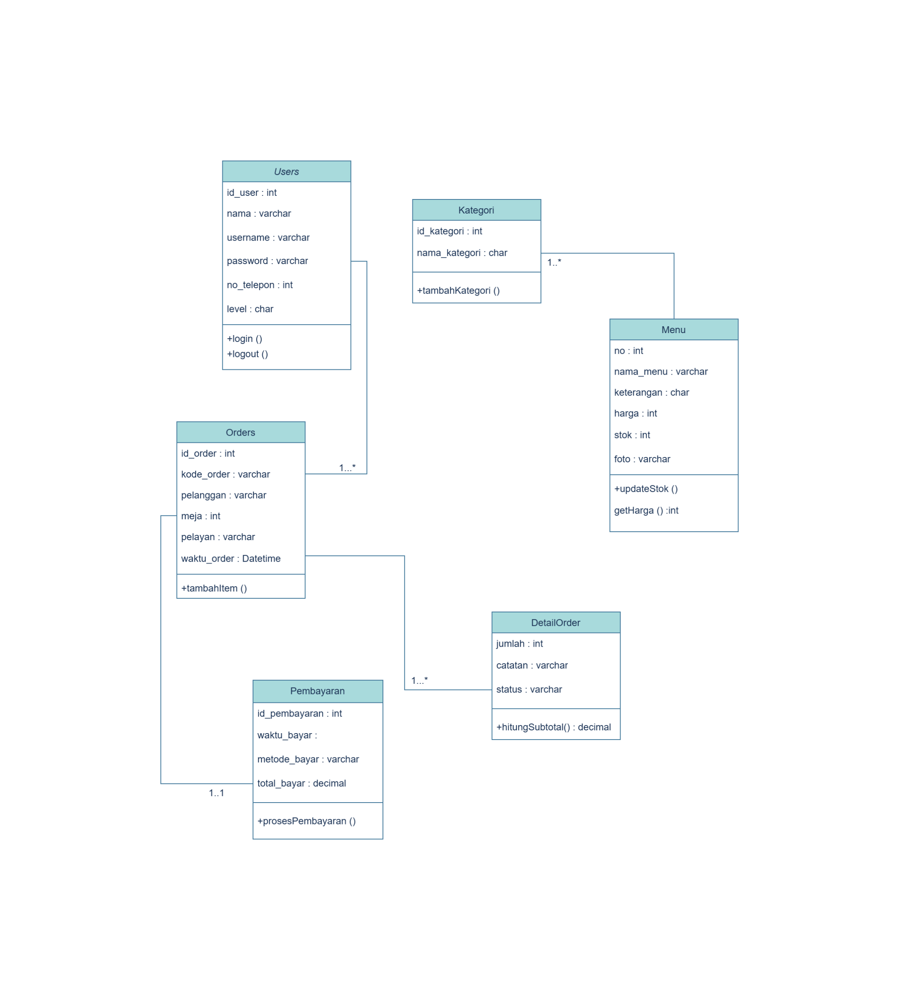 Users
id_user : int
nama : varchar
username : varchar
password : varchar
no_telepon : int
level : char
+login ()
+logout ()
Kategori
id_kategori : int
nama_kategori : char
+tambahKategori ()
1..*
Menu
no : int
nama_menu : varchar
keterangan : char
harga : int
stok : int
foto : varchar
+updateStok ()
getHarga () :int
Orders
id_order : int
kode_order : varchar
pelanggan : varchar
meja : int
pelayan : varchar
waktu_order : Datetime
+tambahItem ()
1...*
DetailOrder
jumlah : int
catatan : varchar
status : varchar
+hitungSubtotal() : decimal
1...*
Pembayaran
id_pembayaran : int
waktu_bayar :
metode_bayar : varchar
total_bayar : decimal
+prosesPembayaran ()
1..1